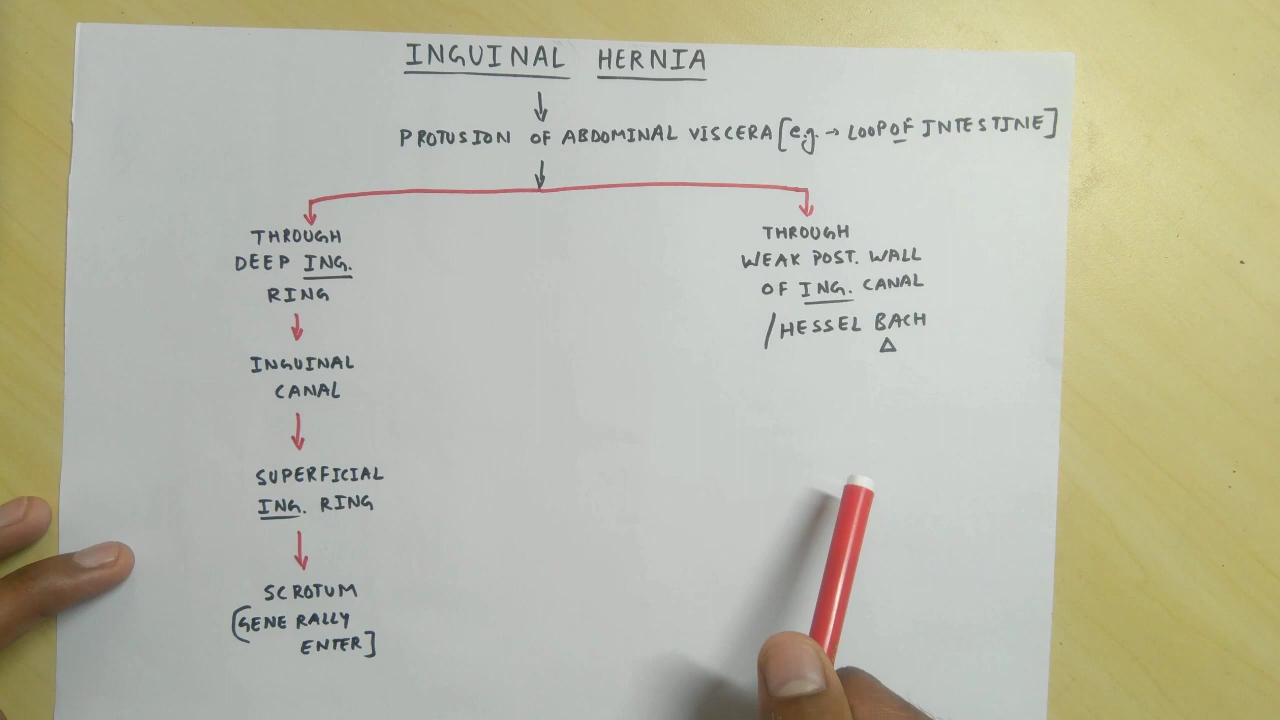 INGUINAL HERNIA
PROTUSION OF ABDOMINAL VISCERA [e.g. → LOOP OF INTESTINE]
THROUGH
DEEP ING.
RING
INGUINAL
CANAL
SUPERFICIAL
ING. RING
SCROTUM
(GENERALLY
ENTER]
THROUGH
WEAK POST. WALL
OF ING. CANAL
/HESSEL BACH
Δ